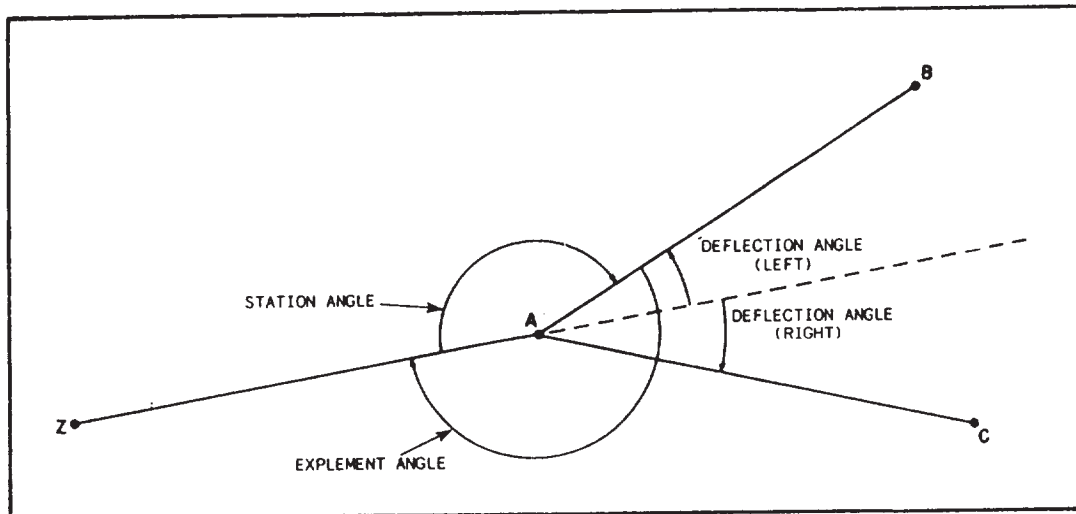 B
DEFLECTION ANGLE
(LEFT)
STATION ANGLE
A
DEFLECTION ANGLE
(RIGHT)
Z
C
EXPLEMENT ANGLE